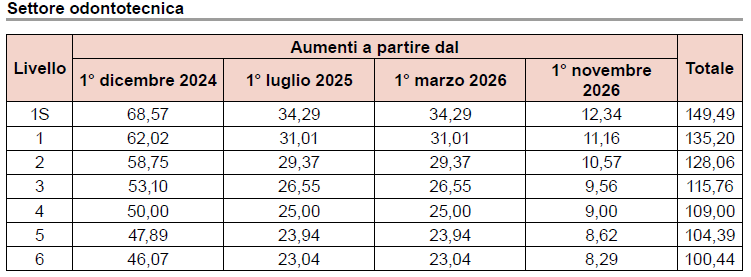 Settore odontotecnica
Livello Aumenti a partire dal Totale
1° dicembre 2024 1° luglio 2025 1° marzo 2026 1° novembre 2026
1S 68,57 34,29 34,29 12,34 149,49
1 62,02 31,01 31,01 11,16 135,20
2 58,75 29,37 29,37 10,57 128,06
3 53,10 26,55 26,55 9,56 115,76
4 50,00 25,00 25,00 9,00 109,00
5 47,89 23,94 23,94 8,62 104,39
6 46,07 23,04 23,04 8,29 100,44